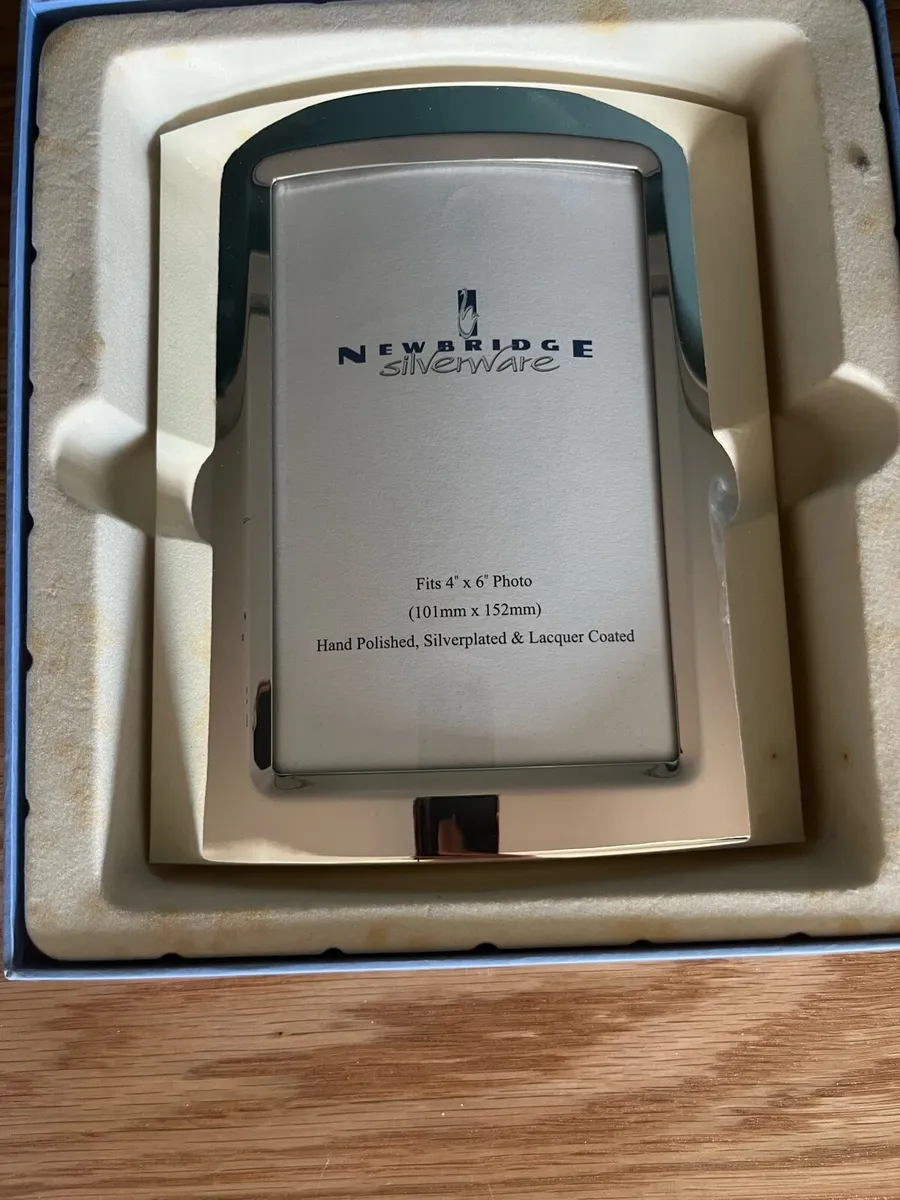 NEWBRIDGE
silverware
Fits 4" x 6" Photo
(101mm x 152mm)
Hand Polished, Silverplated & Lacquer Coated